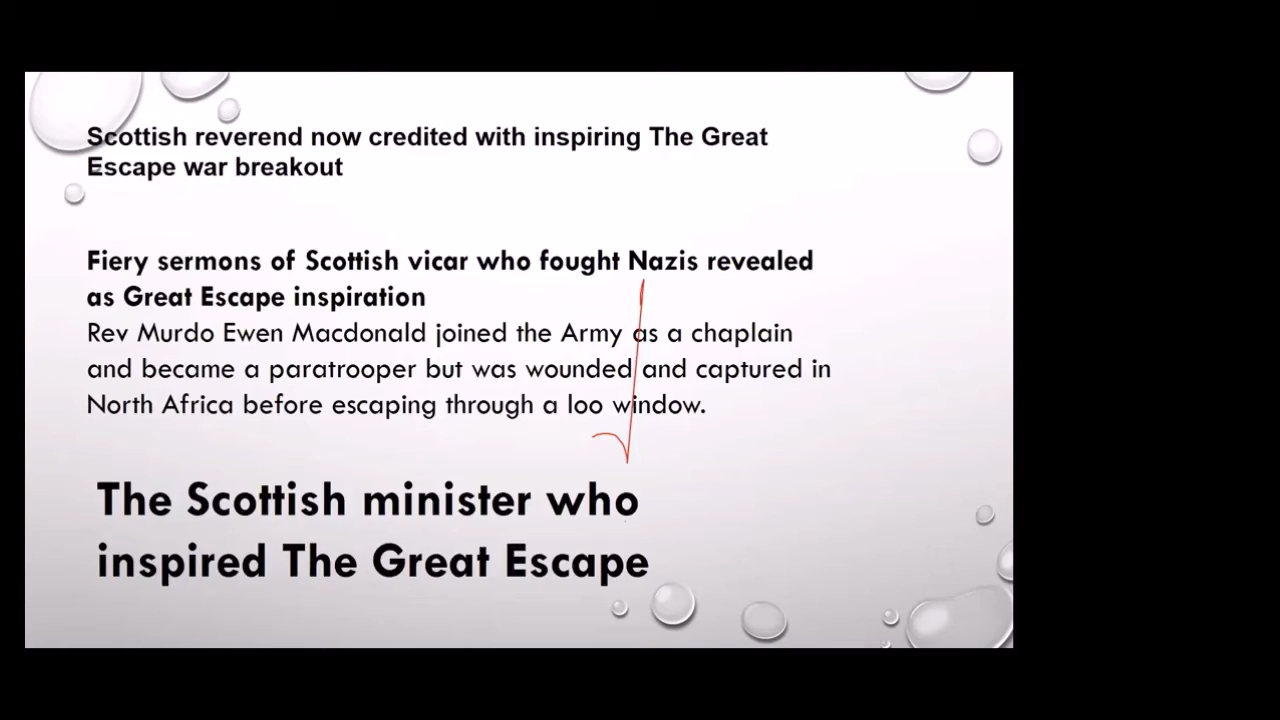 Scottish reverend now credited with inspiring The Great
Escape war breakout
Fiery sermons of Scottish vicar who fought Nazis revealed
as Great Escape inspiration
Rev Murdo Ewen Macdonald joined the Army as a chaplain
and became a paratrooper but was wounded and captured in
North Africa before escaping through a loo window.
The Scottish minister who
inspired The Great Escape